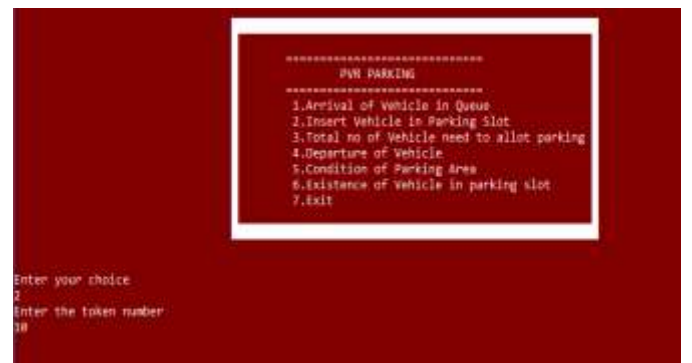 ==============================
PVR PARKING
==============================
1.Arrival of Vehicle in Queue
2.Insert Vehicle in Parking Slot
3.Total no of Vehicle need to allot parking
4.Departure of Vehicle
5.Condition of Parking Area
6.Existence of Vehicle in parking slot
7.Exit
Enter your choice
2
Enter the token number
10